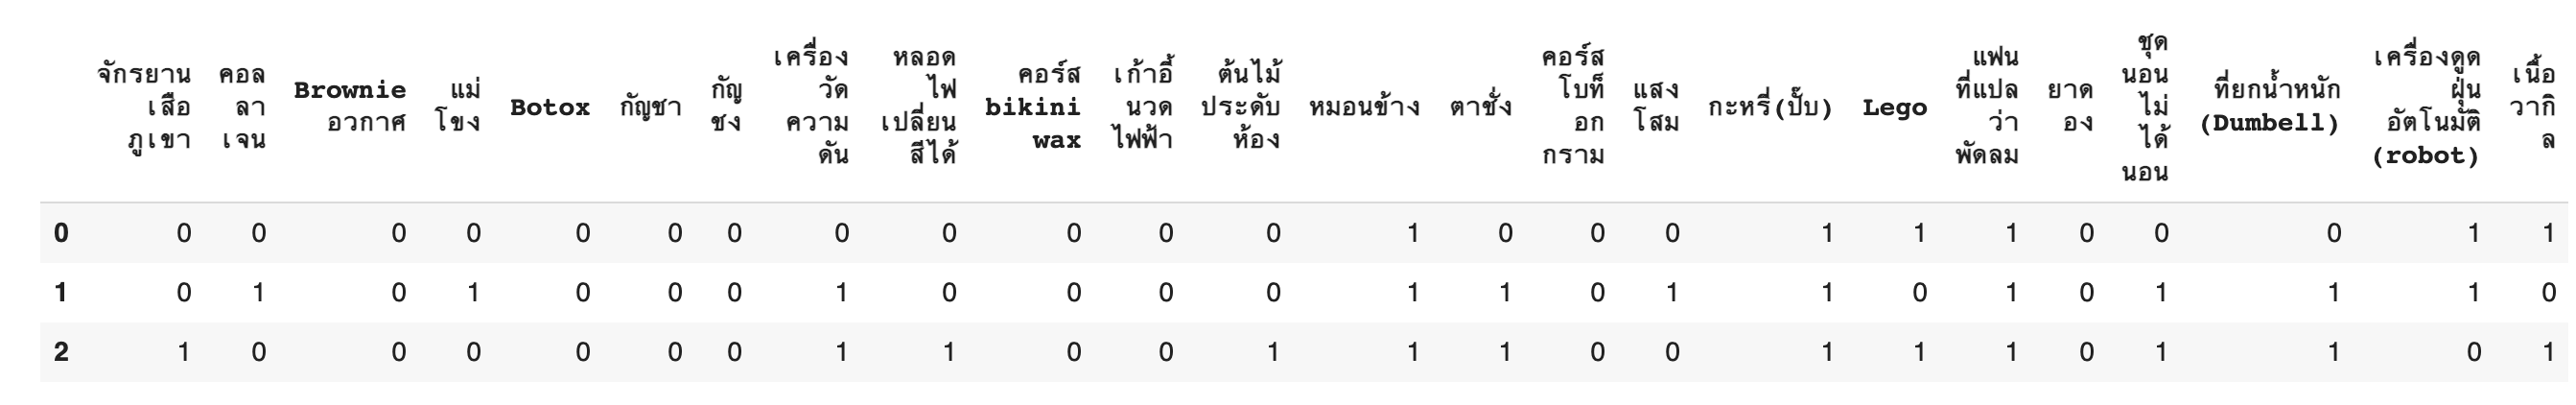 จักรยาน
เสือ
ภูเขา
คอล
ลา
เจน
Brownie
อวกาศ
แม่
โขง
Botox
กัญชา
กัญ
ชง
เครื่อง
วัด
ความ
ดัน
หลอด
ไฟ
เปลี่ยน
สีได้
คอร์ส
bikini
wax
เก้าอี้
นวด
ไฟฟ้า
ต้นไม้
ประดับ
ห้อง
หมอนข้าง
ตาชั่ง
คอร์ส
โบท็
อก
กราม
แสง
โสม
กะหรี่(ปั๊บ)
Lego
แฟน
ที่แปล
ว่า
พัดลม
ยาด
อง
ชุด
นอน
ไม่
ได้
นอน
ที่ยกน้ำหนัก
(Dumbell)
เครื่องดูด
ฝุ่น
อัตโนมัติ
(robot)
เนื้อ
วากิ
ล
0 0 0 0 0 0 0 0 0 0 0 0 0 1 0 0 0 1 1 1 0 0 0 1 1
1 0 1 0 1 0 0 0 1 0 0 0 0 1 1 0 1 1 0 1 0 1 1 1 0
2 1 0 0 0 0 0 0 1 1 0 0 1 1 1 0 0 1 1 1 0 1 1 0 1